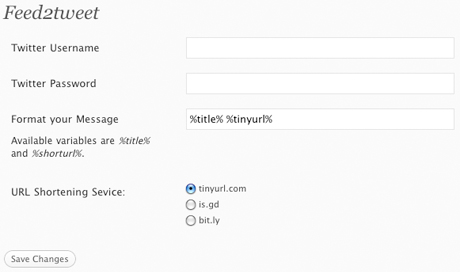 Feed2tweet
Twitter Username
Twitter Password
Format your Message
%title% %tinyurl%
Available variables are %title%
and %shorturl%.
URL Shortening Sevice:
tinyurl.com
is.gd
bit.ly
Save Changes